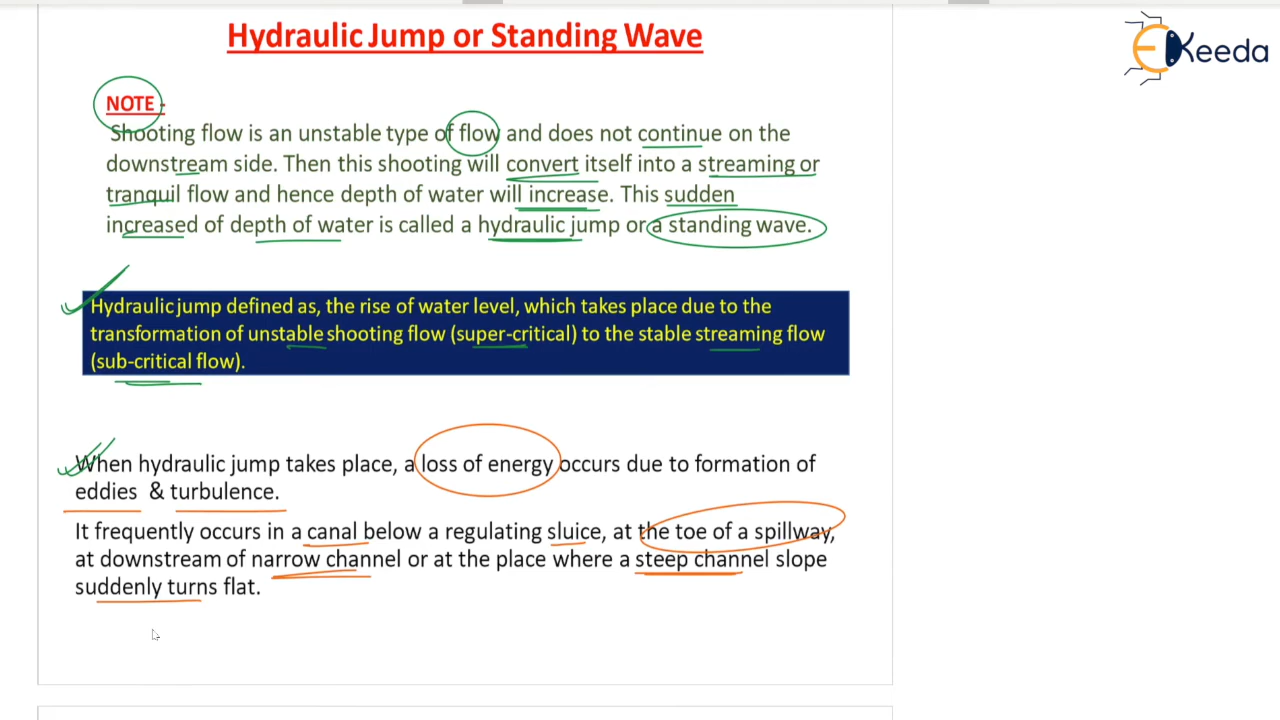 Hydraulic Jump or Standing Wave
EKeeda
NOTE :-
Shooting flow is an unstable type of flow and does not continue on the
downstream side. Then this shooting will convert itself into a streaming or
tranquil flow and hence depth of water will increase. This sudden
increased of depth of water is called a hydraulic jump or a standing wave.
Hydraulic jump defined as, the rise of water level, which takes place due to the
transformation of unstable shooting flow (super-critical) to the stable streaming flow
(sub-critical flow).
When hydraulic jump takes place, a loss of energy occurs due to formation of
eddies & turbulence.
It frequently occurs in a canal below a regulating sluice, at the toe of a spillway,
at downstream of narrow channel or at the place where a steep channel slope
suddenly turns flat.